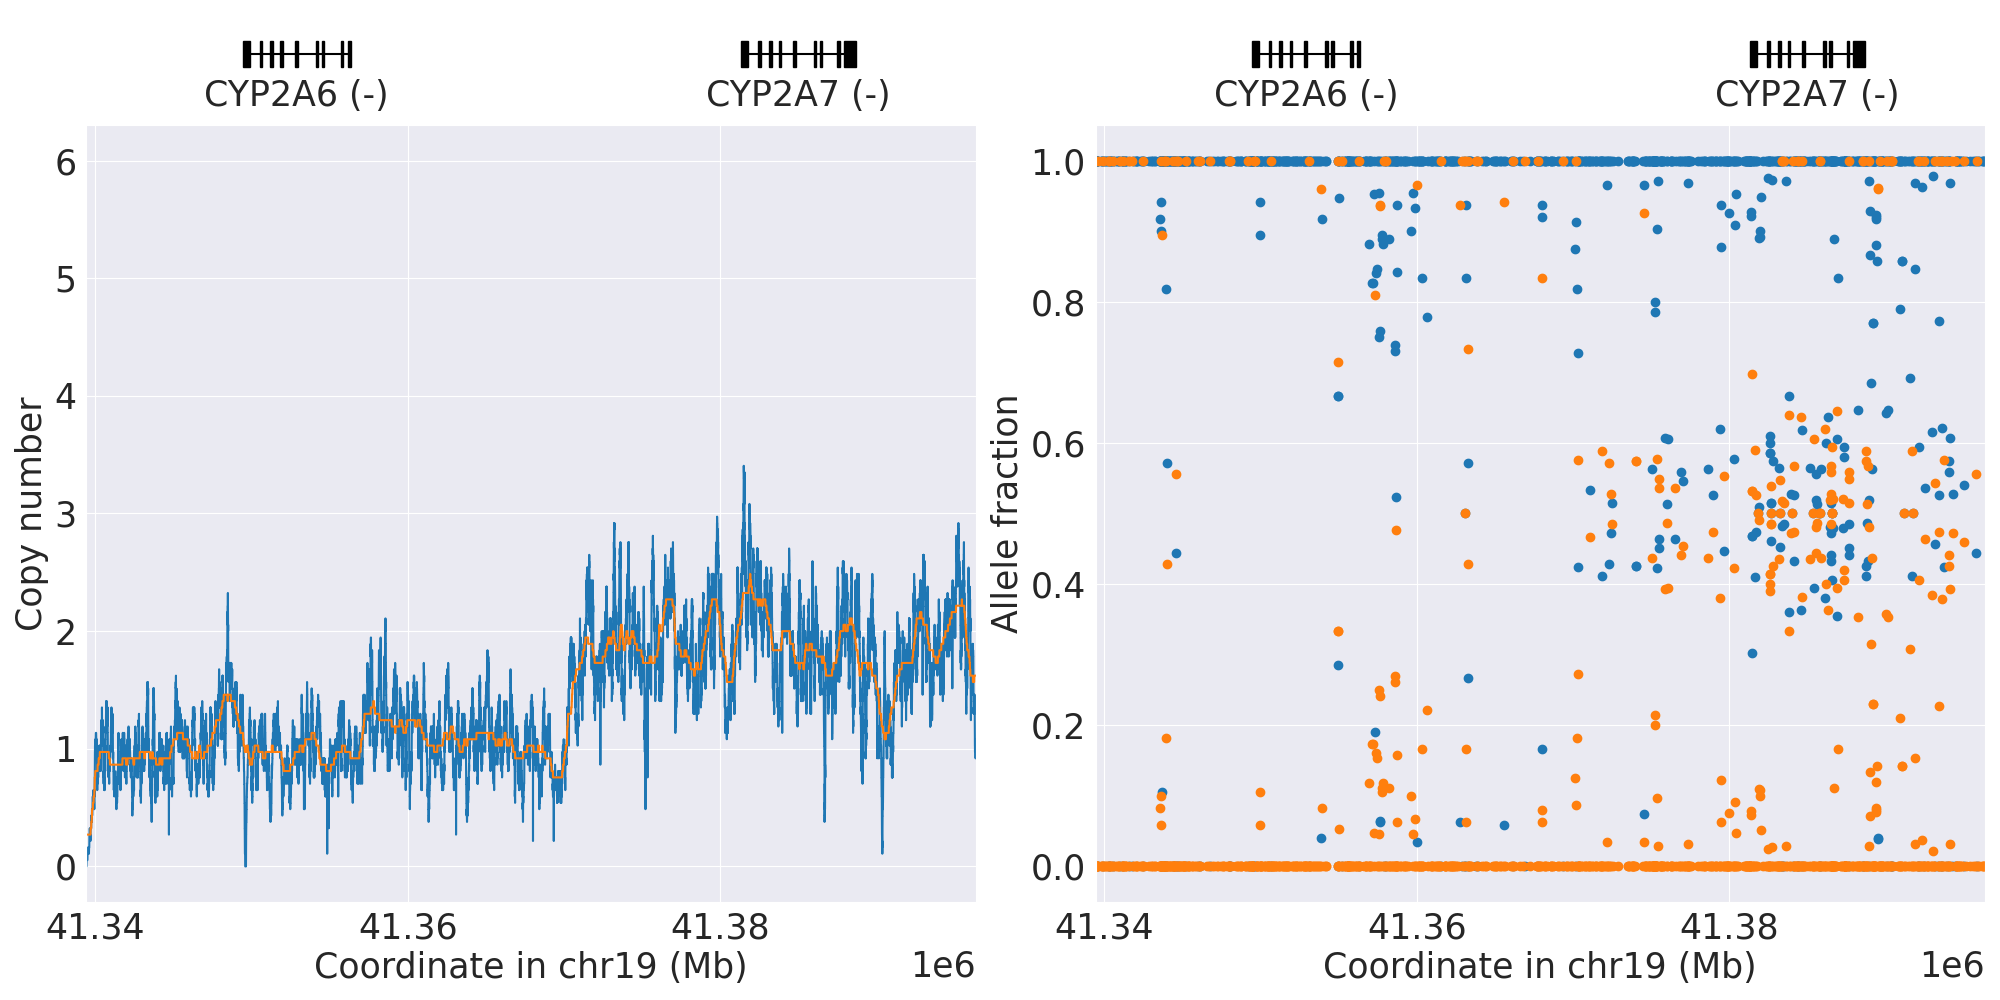 CYP2A6 (-) CYP2A7 (-)
CYP2A6 (-) CYP2A7 (-)
Copy number
6
5
4
3
2
1
0
41.34 41.36 41.38
Coordinate in chr19 (Mb) 1e6
Allele fraction
1.0
0.8
0.6
0.4
0.2
0.0
41.34 41.36 41.38
Coordinate in chr19 (Mb) 1e6